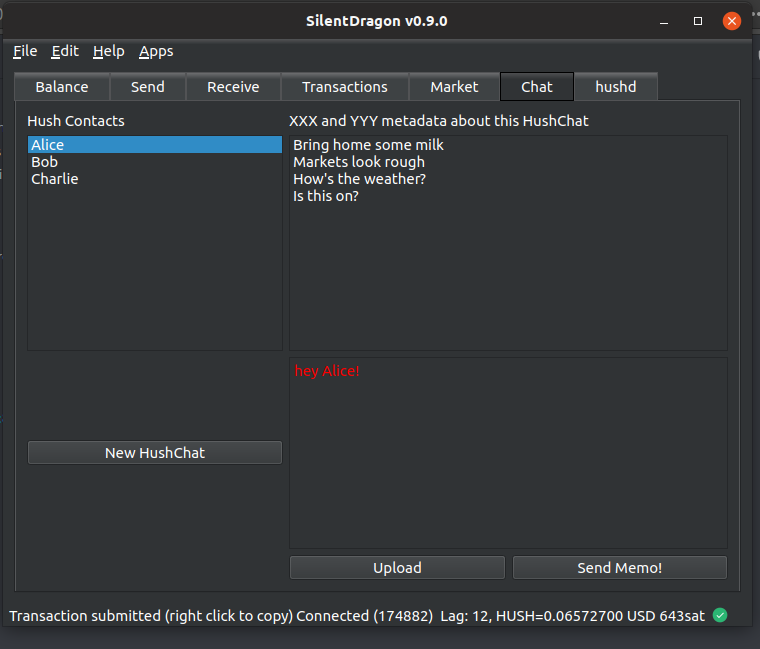 SilentDragon v0.9.0
File Edit Help Apps
Balance Send Receive Transactions Market Chat hushd
Hush Contacts
Alice
Bob
Charlie
XXX and YYY metadata about this HushChat
Bring home some milk
Markets look rough
How's the weather?
Is this on?
hey Alice!
New HushChat
Upload Send Memo!
Transaction submitted (right click to copy) Connected (174882) Lag: 12, HUSH=0.06572700 USD 643sat